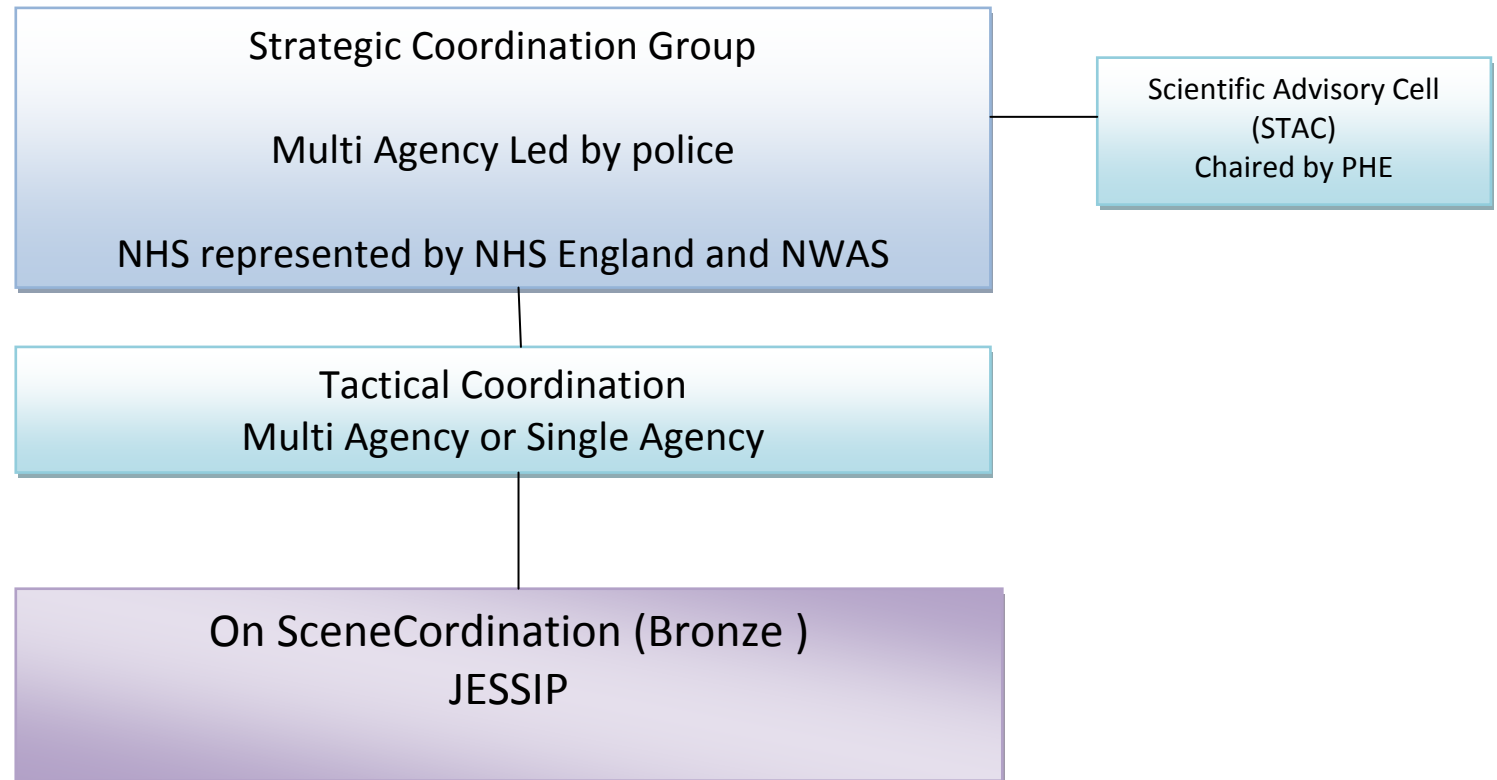 Strategic Coordination Group
Multi Agency Led by police
NHS represented by NHS England and NWAS
Scientific Advisory Cell
(STAC)
Chaired by PHE
Tactical Coordination
Multi Agency or Single Agency
On SceneCordination (Bronze )
JESSIP